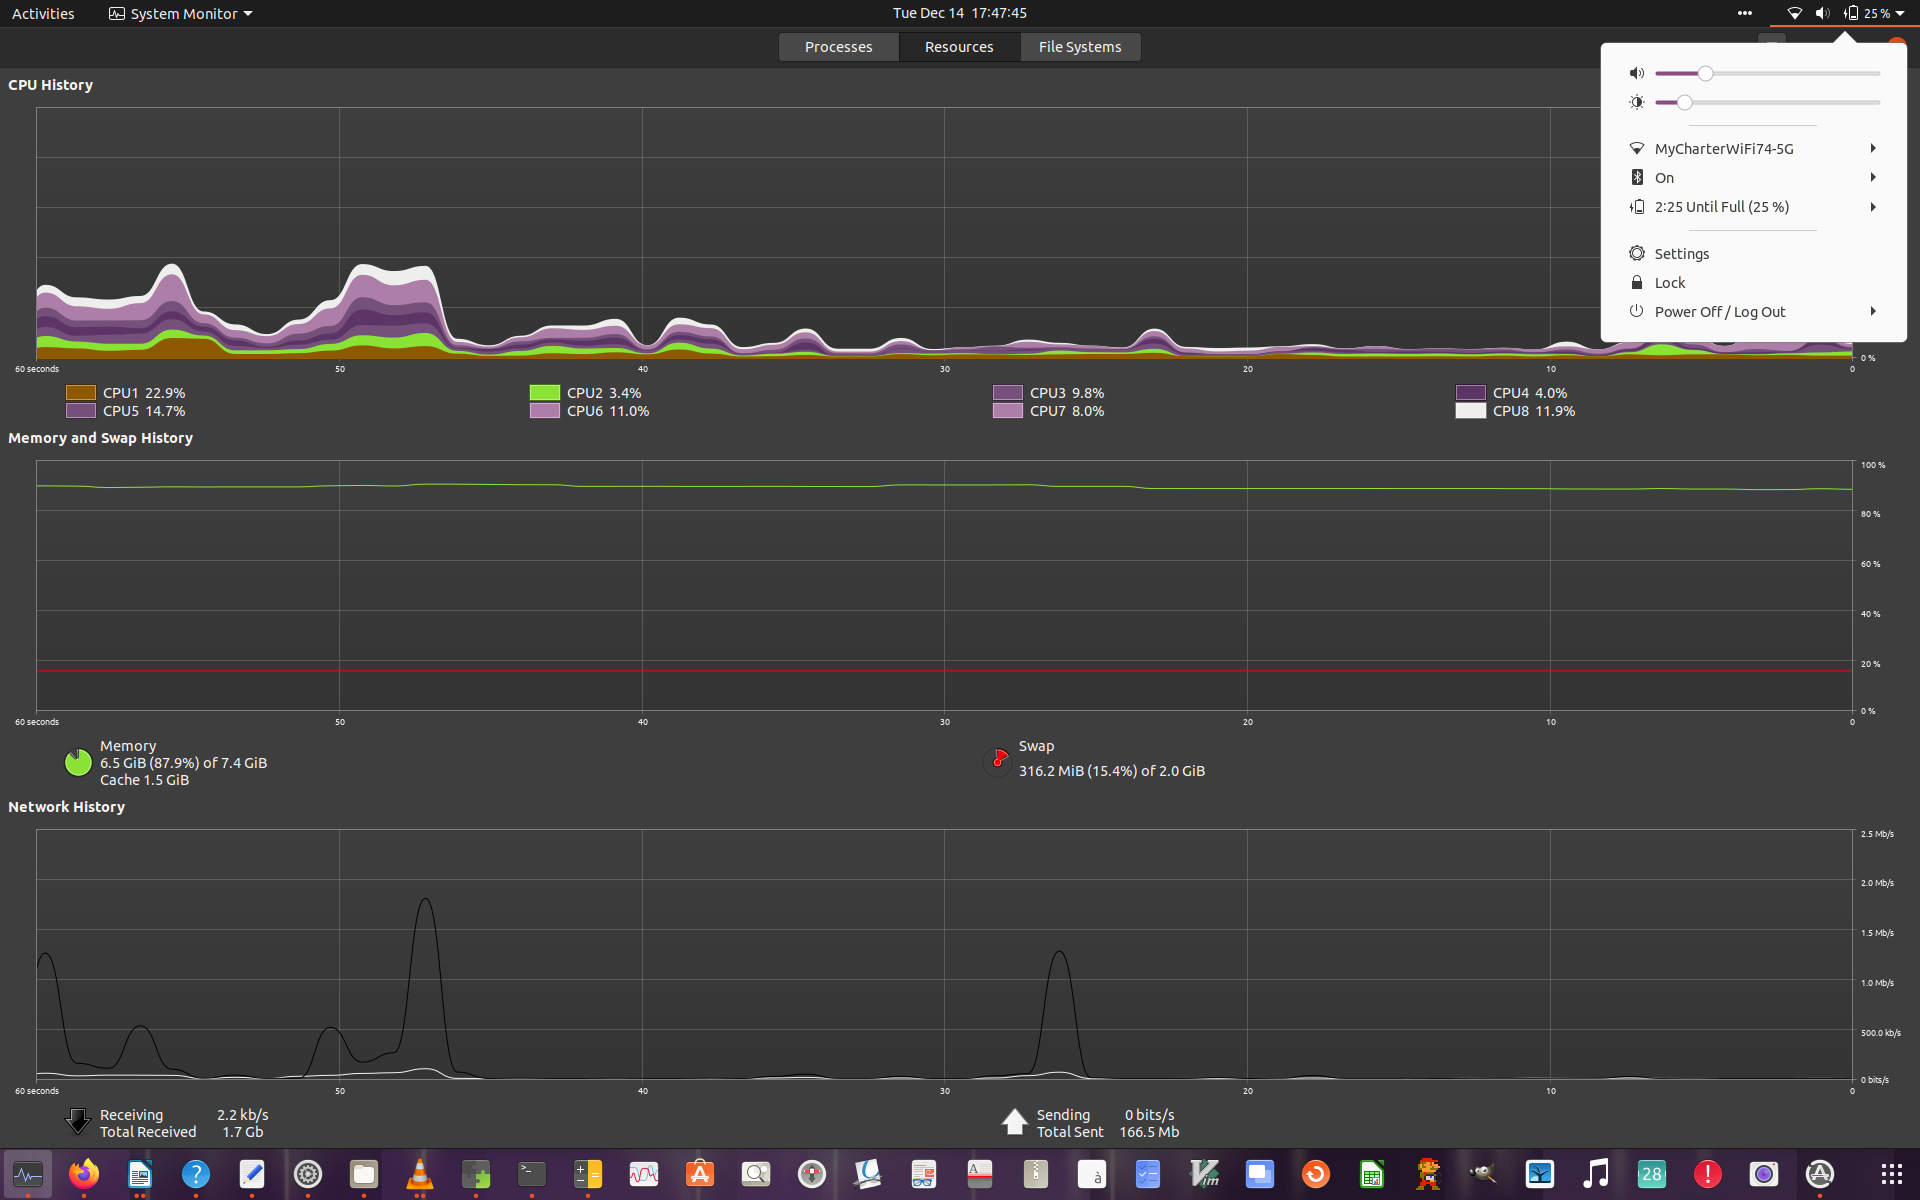 Activities
System Monitor
Tue Dec 14 17:47:45
25 %
Processes
Resources
File Systems
MyCharterWiFi74-5G
On
2:25 Until Full (25 %)
Settings
Lock
Power Off / Log Out
CPU History
0 %
60 seconds 50 40 30 20 10 0
CPU1 22.9% CPU2 3.4% CPU3 9.8% CPU4 4.0%
CPU5 14.7% CPU6 11.0% CPU7 8.0% CPU8 11.9%
Memory and Swap History
100 %
80 %
60 %
40 %
20 %
0 %
60 seconds 50 40 30 20 10 0
Memory
6.5 GiB (87.9%) of 7.4 GiB
Cache 1.5 GiB
Swap
316.2 MiB (15.4%) of 2.0 GiB
Network History
2.5 Mb/s
2.0 Mb/s
1.5 Mb/s
1.0 Mb/s
500.0 kb/s
0 bits/s
60 seconds 50 40 30 20 10 0
Receiving 2.2 kb/s
Total Received 1.7 Gb
Sending 0 bits/s
Total Sent 166.5 Mb
?
>_
A
à
Vim
28
!
A